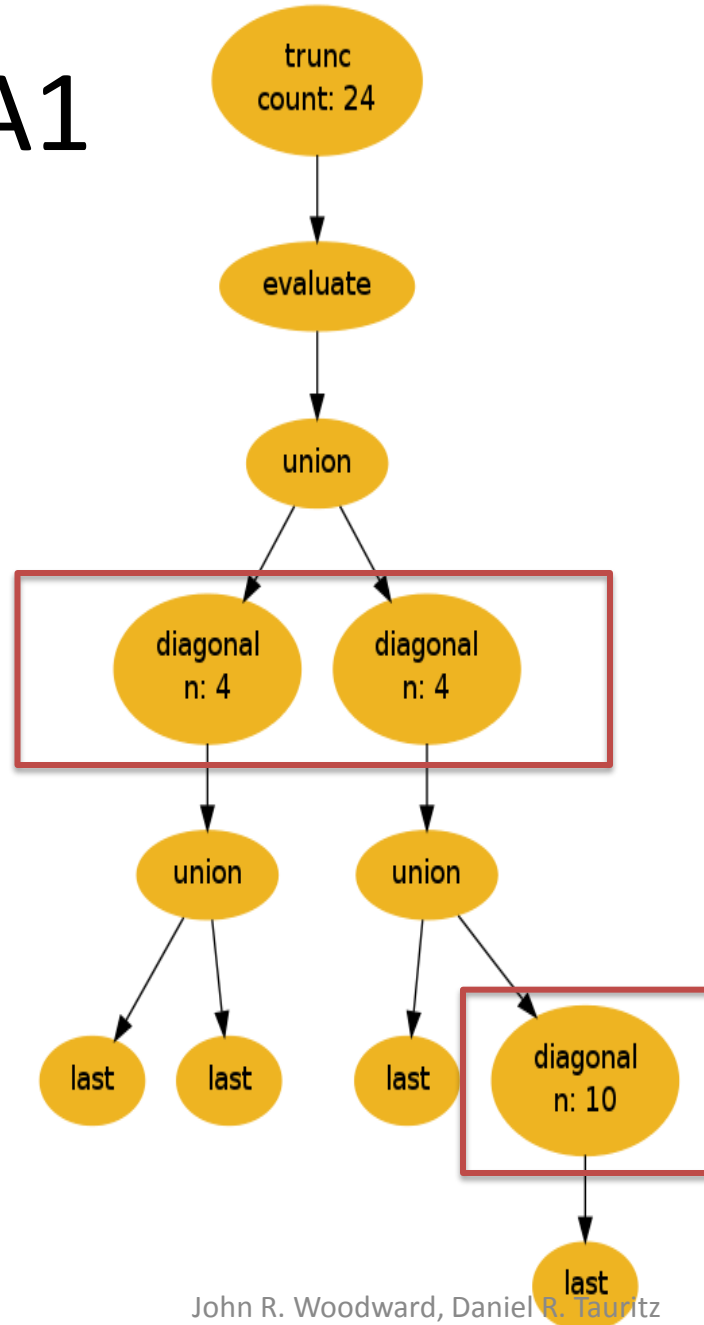 A1
trunc
count: 24
evaluate
union
diagonal
n: 4
diagonal
n: 4
union
union
last
last
last
diagonal
n: 10
last
John R. Woodward, Daniel R. Tauritz